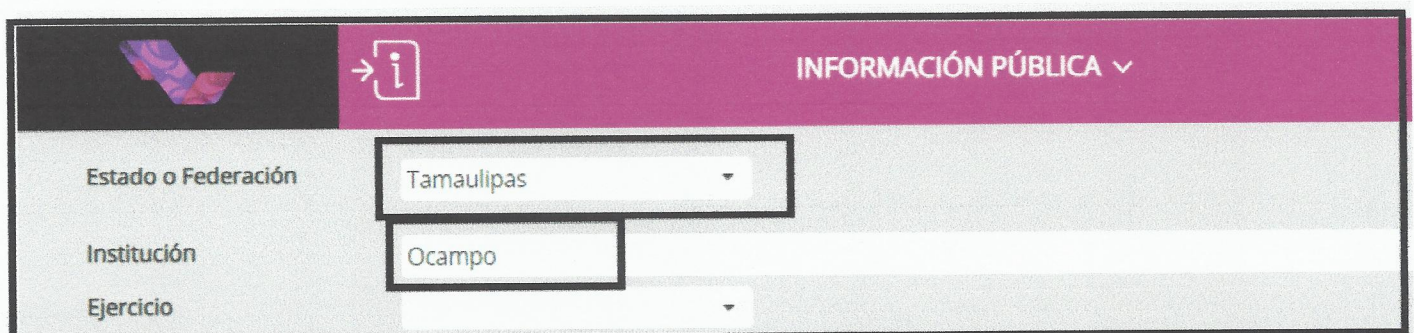 INFORMACIÓN PÚBLICA
Estado o Federación
Tamaulipas
Institución
Ocampo
Ejercicio